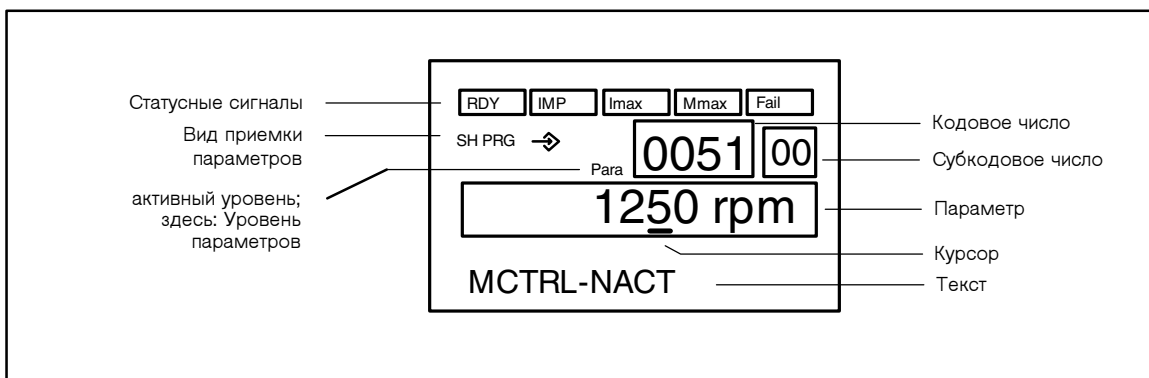 Статусные сигналы
Вид приемки
параметров
активный уровень;
здесь: Уровень
параметров
RDY IMP Imax Mmax Fail
SH PRG
Para
0051 00
1250 rpm
MCTRL-NACT
Кодовое число
Субкодовое число
Параметр
Курсор
Текст